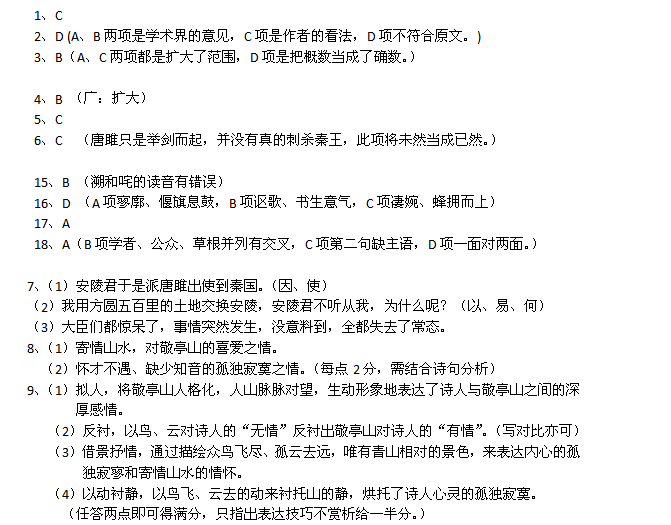 1、C
2、D (A、B 两项是学术界的意见，C 项是作者的看法，D 项不符合原文。)
3、B（A、C 两项都是扩大了范围，D 项是把概数当成了确数。）
4、B （广：扩大）
5、C
6、C （唐雎只是举剑而起，并没有真的刺杀秦王，此项将未然当成已然。）
15、B （溯和咤的读音有错误）
16、D （A 项寥廓、偃旗息鼓，B 项讴歌、书生意气，C 项凄婉、蜂拥而上）
17、A
18、A（B 项学者、公众、草根并列有交叉，C 项第二句缺主语，D 项一面对两面。）
7、（1）安陵君于是派唐雎出使到秦国。（因、使）
（2）我用方圆五百里的土地交换安陵，安陵君不听从我，为什么呢？（以、易、何）
（3）大臣们都惊呆了，事情突然发生，没意料到，全都失去了常态。
8、（1）寄情山水，对敬亭山的喜爱之情。
（2）怀才不遇、缺少知音的孤独寂寞之情。（每点 2 分，需结合诗句分析）
9、（1）拟人，将敬亭山人格化，人山脉脉对望，生动形象地表达了诗人与敬亭山之间的深
厚感情。
（2）反衬，以鸟、云对诗人的“无情”反衬出敬亭山对诗人的“有情”。（写对比亦可）
（3）借景抒情，通过描绘众鸟飞尽、孤云去远，唯有青山相对的景色，来表达内心的孤
独寂寥和寄情山水的情怀。
（4）以动衬静，以鸟飞、云去的动来衬托山的静，烘托了诗人心灵的孤独寂寞。
（任答两点即可得满分，只指出表达技巧不赏析给一半分。）